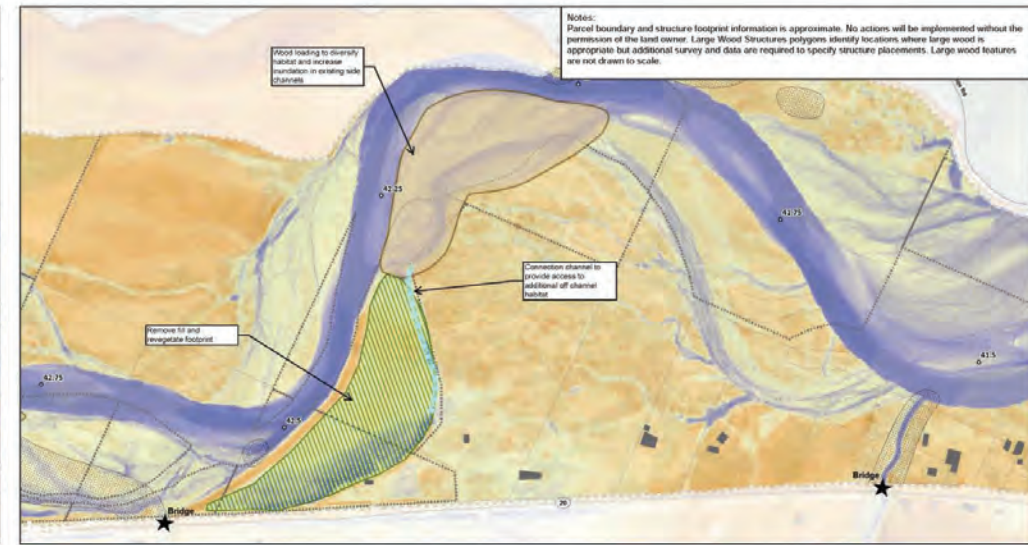 Notes:
Parcel boundary and structure footprint information is approximate. No actions will be implemented without the
permission of the land owner. Large Wood Structures polygons identify locations where large wood is
appropriate but additional survey and data are required to specify structure placements. Large wood features
are not drawn to scale.
Wood loading to diversify
habitat and increase
inundation in existing side
channels
42.25
41.75
Connection channel to
provide access to
additional off channel
habitat
Remove fill and
revegetate footprint
42.75
41.5
42.5
Bridge
20
Bridge